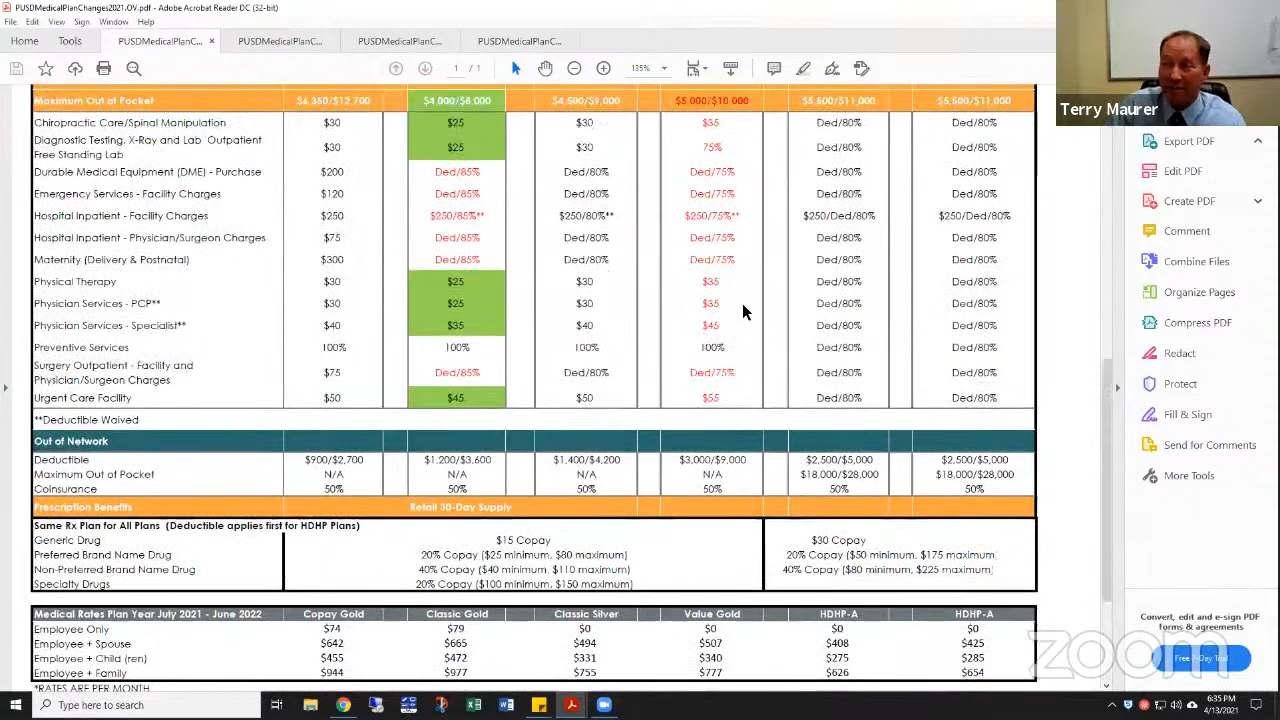 PUSDMedicalPlanChanges2021.OV.pdf - Adobe Acrobat Reader DC (32-bit)
File Edit View Sign Window Help
Home Tools PUSDMedicalPlanC... × PUSDMedicalPlanC... PUSDMedicalPlanC... PUSDMedicalPlanC...
1 / 1 135%
Terry Maurer
Maximum Out of Pocket $6,350/$12,700 $4,000/$8,000 $4,500/$9,000 $5,000/$10,000 $5,500/$11,000 $5,500/$11,000
Chiropractic Care/Spinal Manipulation $30 $25 $30 $35 Ded/80% Ded/80%
Diagnostic Testing, X-Ray and Lab Outpatient
Free Standing Lab $30 $25 $30 75% Ded/80% Ded/80%
Durable Medical Equipment (DME) - Purchase $200 Ded/85% Ded/80% Ded/75% Ded/80% Ded/80%
Emergency Services - Facility Charges $120 Ded/85% Ded/80% Ded/75% Ded/80% Ded/80%
Hospital Inpatient - Facility Charges $250 $250/85%** $250/80%** $250/75%** $250/Ded/80% $250/Ded/80%
Hospital Inpatient - Physician/Surgeon Charges $75 Ded/85% Ded/80% Ded/75% Ded/80% Ded/80%
Maternity (Delivery & Postnatal) $300 Ded/85% Ded/80% Ded/75% Ded/80% Ded/80%
Physical Therapy $30 $25 $30 $35 Ded/80% Ded/80%
Physician Services - PCP** $30 $25 $30 $35 Ded/80% Ded/80%
Physician Services - Specialist** $40 $35 $40 $45 Ded/80% Ded/80%
Preventive Services 100% 100% 100% 100% Ded/80% Ded/80%
Surgery Outpatient - Facility and
Physician/Surgeon Charges $75 Ded/85% Ded/80% Ded/75% Ded/80% Ded/80%
Urgent Care Facility $50 $45 $50 $55 Ded/80% Ded/80%
**Deductible Waived
Out of Network
Deductible $900/$2,700 $1,200/$3,600 $1,400/$4,200 $3,000/$9,000 $2,500/$5,000 $2,500/$5,000
Maximum Out of Pocket N/A N/A N/A N/A $18,000/$28,000 $18,000/$28,000
Coinsurance 50% 50% 50% 50% 50% 50%
Prescription Benefits Retail 30-Day Supply
Same Rx Plan for All Plans (Deductible applies first for HDHP Plans)
Generic Drug $15 Copay $30 Copay
Preferred Brand Name Drug 20% Copay ($25 minimum, $80 maximum) 20% Copay ($50 minimum, $175 maximum)
Non-Preferred Brand Name Drug 40% Copay ($40 minimum, $110 maximum) 40% Copay ($80 minimum, $225 maximum)
Specialty Drugs 20% Copay ($100 minimum, $150 maximum)
Medical Rates Plan Year July 2021 - June 2022 Copay Gold Classic Gold Classic Silver Value Gold HDHP-A HDHP-A
Employee Only $74 $79 $0 $0 $0 $0
Employee + Spouse $642 $665 $494 $507 $408 $425
Employee + Child (ren) $455 $472 $331 $340 $275 $285
Employee + Family $944 $977 $755 $777 $626 $654
*RATES ARE PER MONTH
Export PDF
Edit PDF
Create PDF
Comment
Combine Files
Organize Pages
Compress PDF
Redact
Protect
Fill & Sign
Send for Comments
More Tools
Convert, edit and e-sign PDF
forms & agreements
Free 7-Day Trial
zoom
Type here to search
6:35 PM
4/13/2021